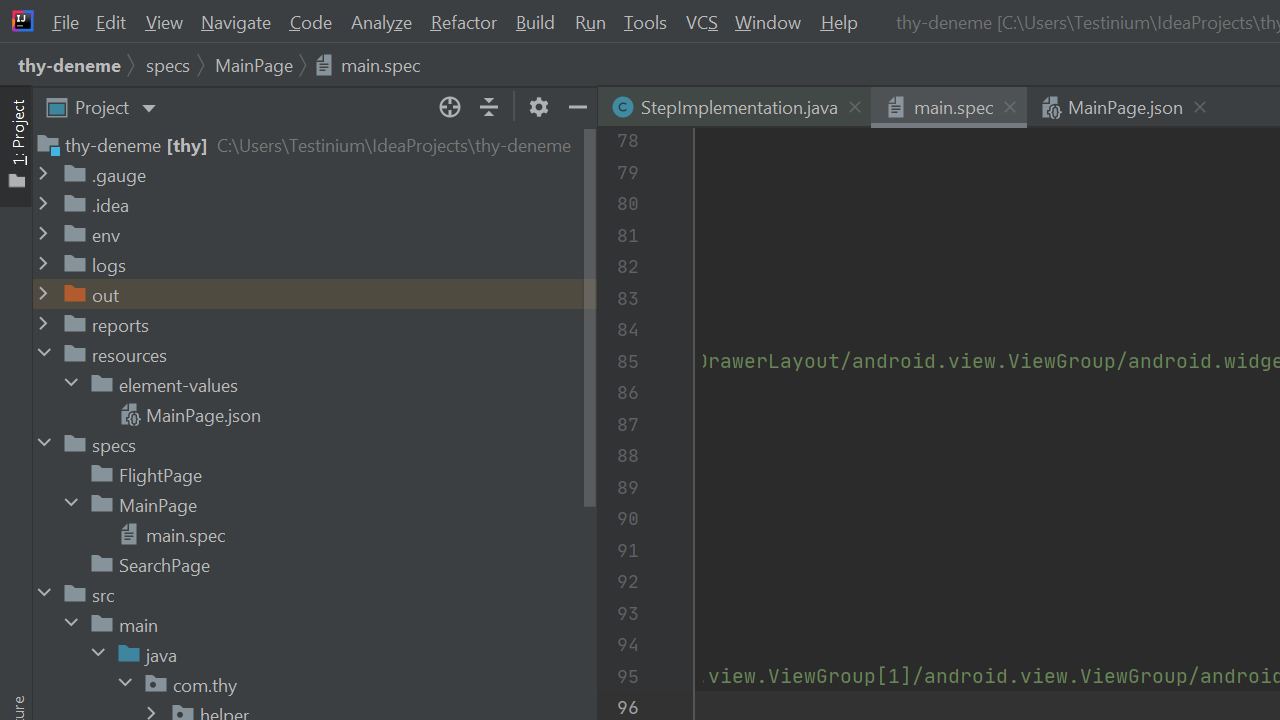 File Edit View Navigate Code Analyze Refactor Build Run Tools VCS Window Help thy-deneme [C:\Users\Testinium\IdeaProjects\thy
thy-deneme specs MainPage main.spec
1: Project
Project
StepImplementation.java main.spec MainPage.json
thy-deneme [thy] C:\Users\Testinium\IdeaProjects\thy-deneme
.gauge
.idea
env
logs
out
reports
resources
element-values
MainPage.json
specs
FlightPage
MainPage
main.spec
SearchPage
src
main
java
com.thy
helper
78
79
80
81
82
83
84
85 DrawerLayout/android.view.ViewGroup/android.widge
86
87
88
89
90
91
92
93
94
95 .view.ViewGroup[1]/android.view.ViewGroup/android
96